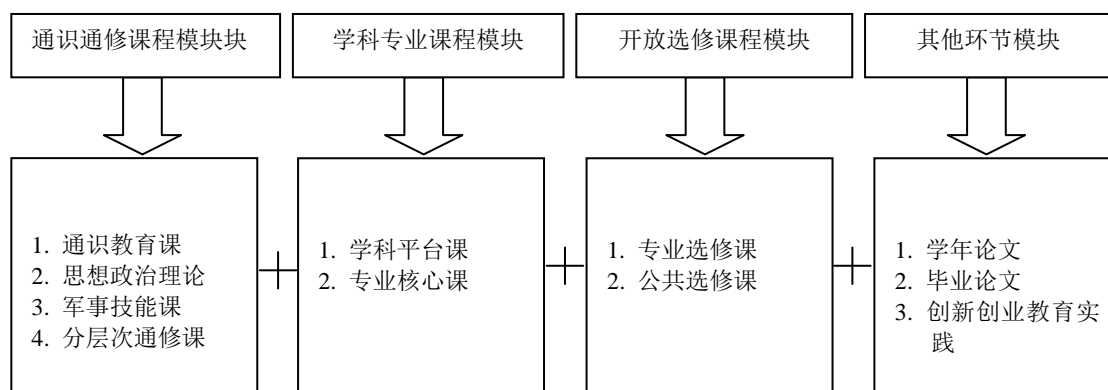 通识通修课程模块块
学科专业课程模块
开放选修课程模块
其他环节模块
1. 通识教育课
2. 思想政治理论
3. 军事技能课
4. 分层次通修课
1. 学科平台课
2. 专业核心课
1. 专业选修课
2. 公共选修课
1. 学年论文
2. 毕业论文
3. 创新创业教育实
践